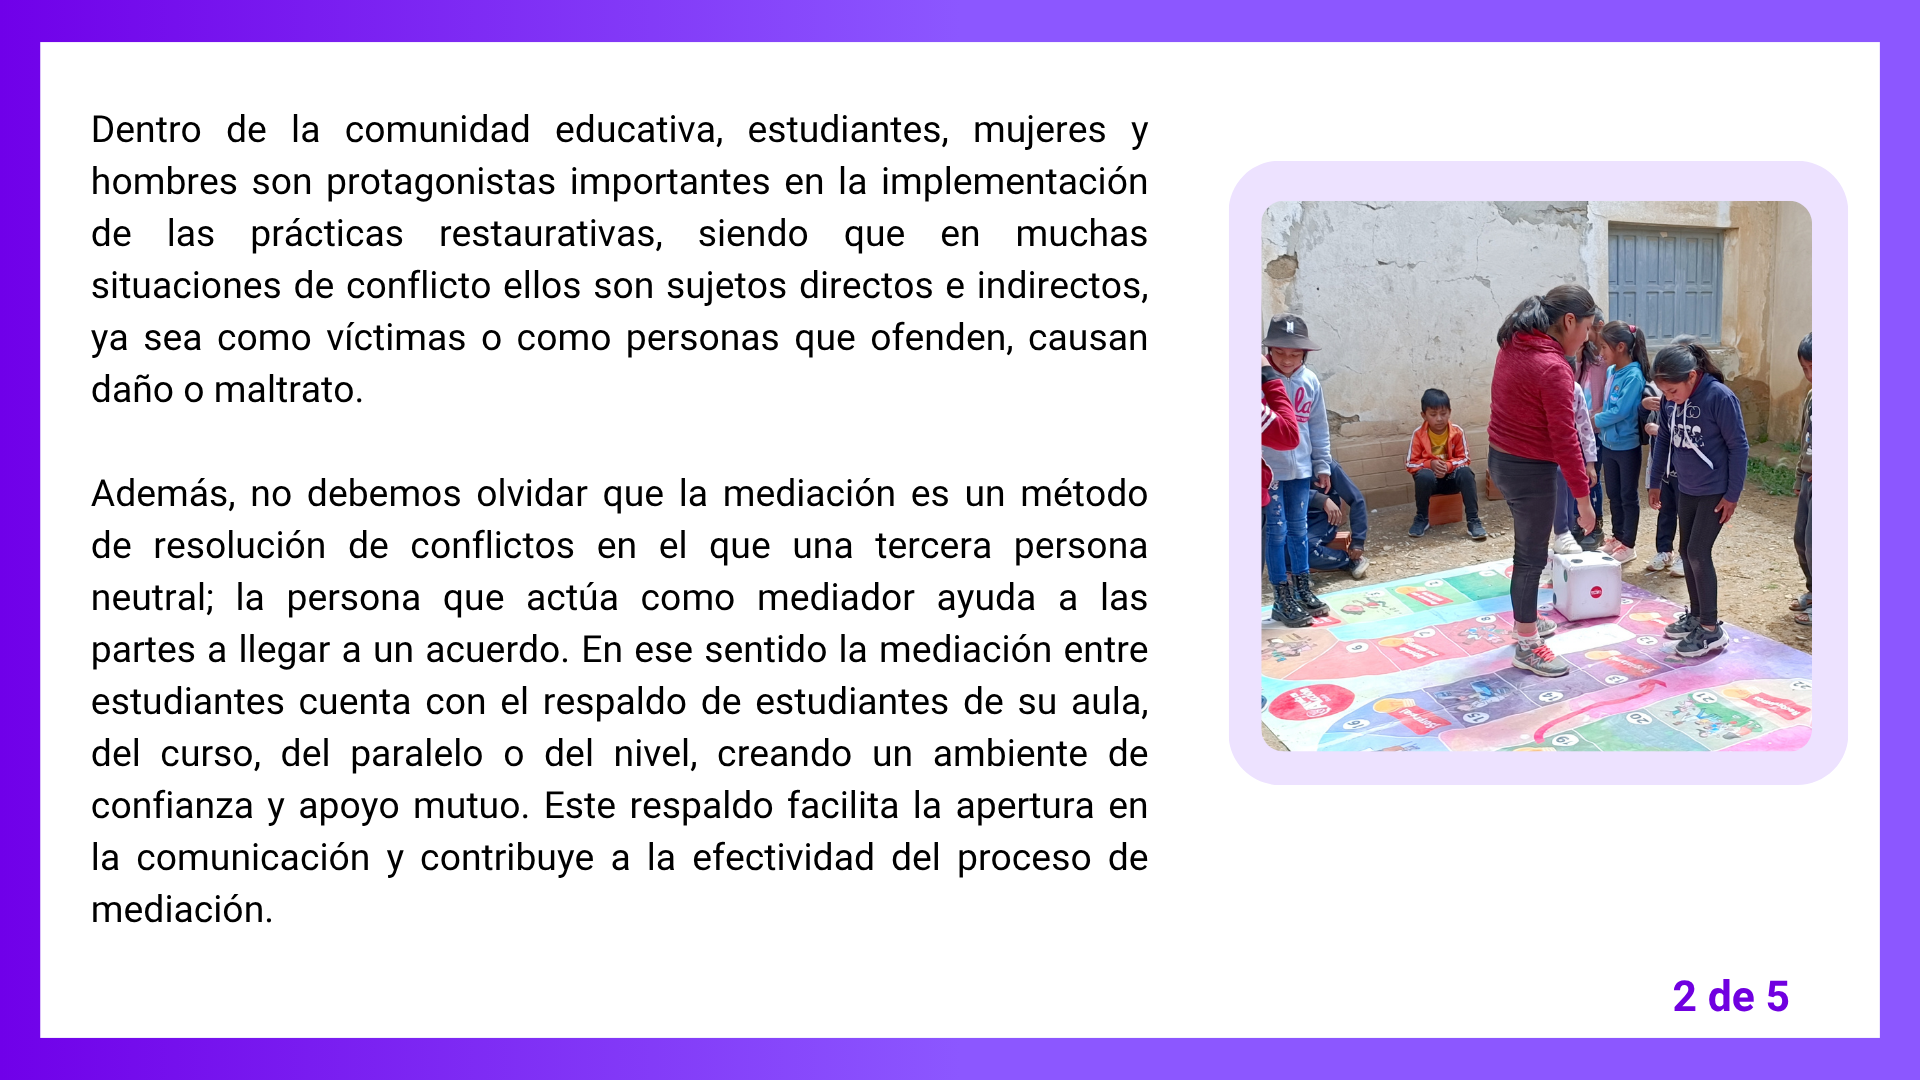 Dentro de la comunidad educativa, estudiantes, mujeres y
hombres son protagonistas importantes en la implementación
de las prácticas restaurativas, siendo que en muchas
situaciones de conflicto ellos son sujetos directos e indirectos,
ya sea como víctimas o como personas que ofenden, causan
daño o maltrato.
Además, no debemos olvidar que la mediación es un método
de resolución de conflictos en el que una tercera persona
neutral; la persona que actúa como mediador ayuda a las
partes a llegar a un acuerdo. En ese sentido la mediación entre
estudiantes cuenta con el respaldo de estudiantes de su aula,
del curso, del paralelo o del nivel, creando un ambiente de
confianza y apoyo mutuo. Este respaldo facilita la apertura en
la comunicación y contribuye a la efectividad del proceso de
mediación.
2 de 5